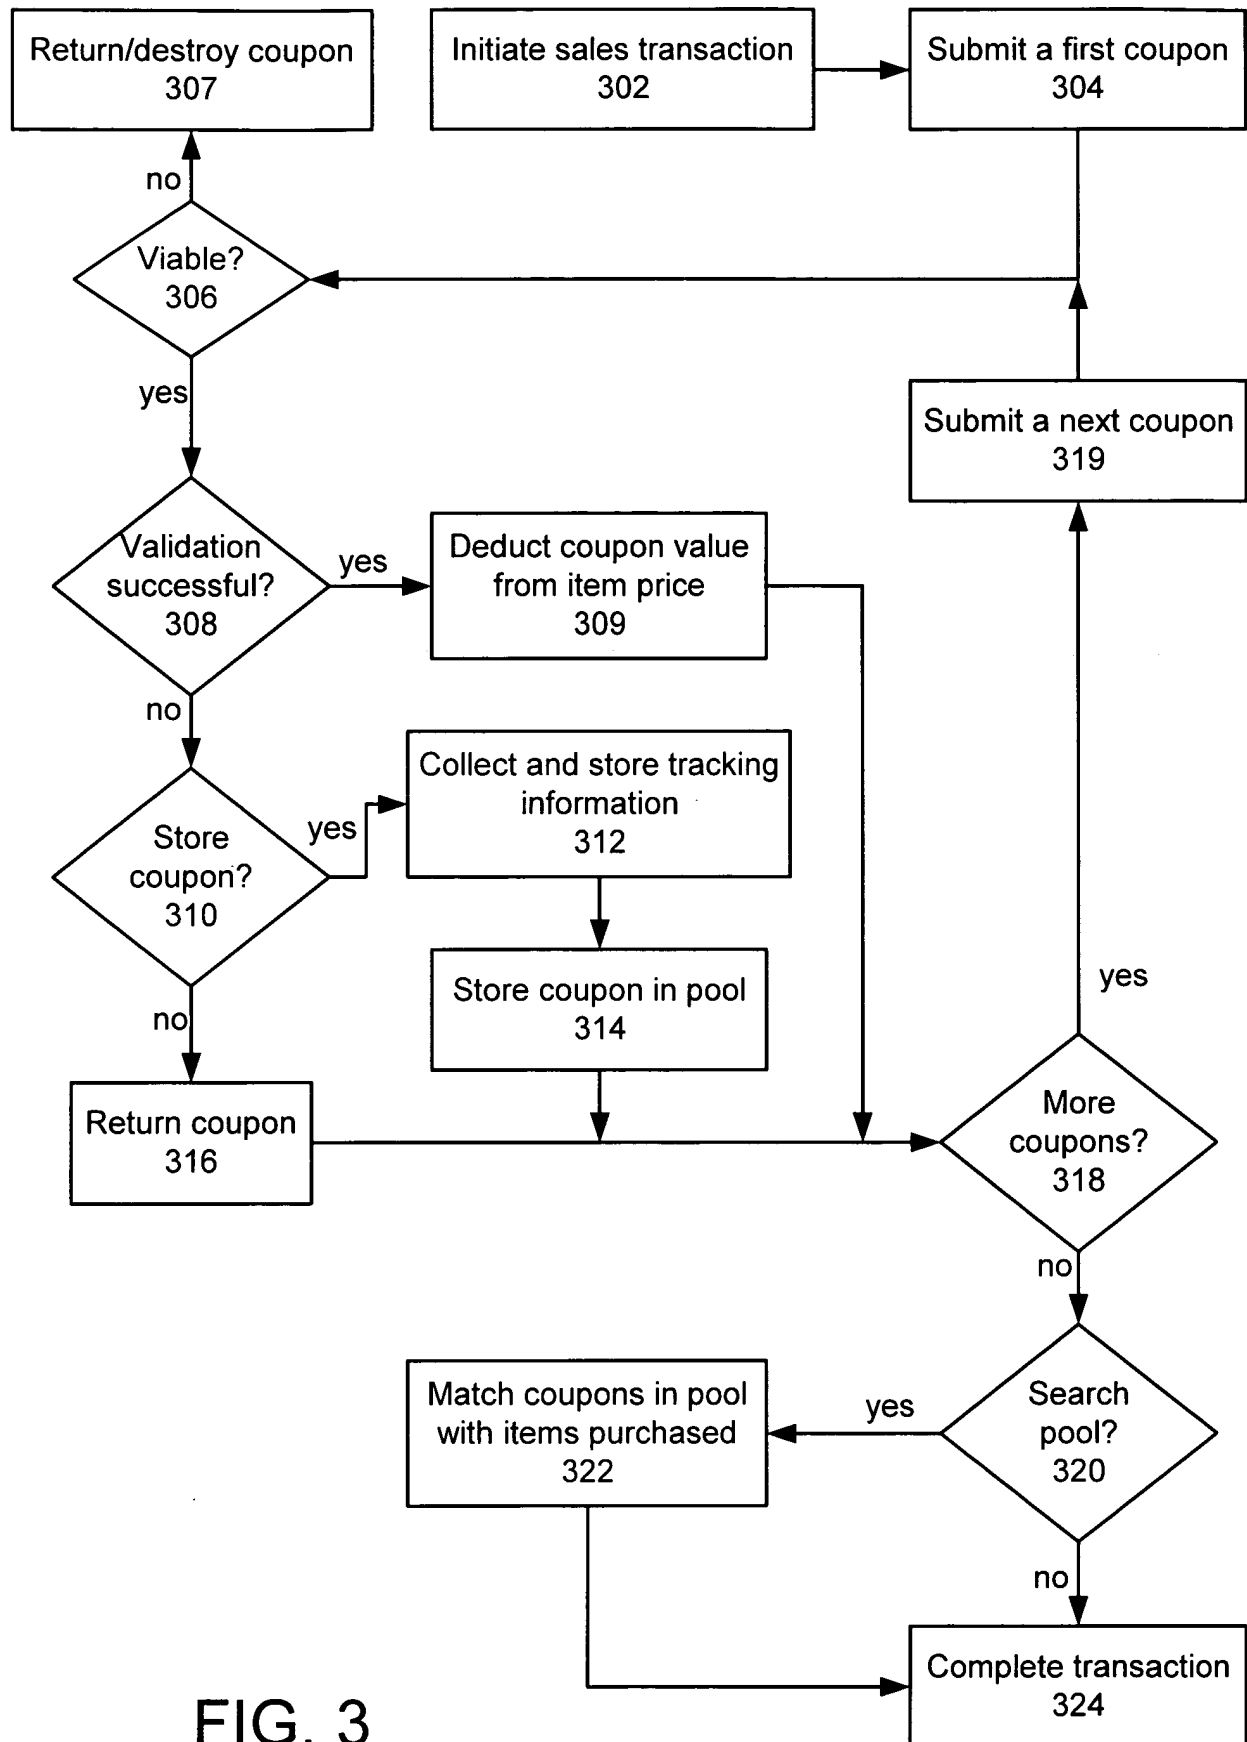 Return/destroy coupon
307
Initiate sales transaction
302
Submit a first coupon
304
no
Viable?
306
yes
Submit a next coupon
319
Validation
successful?
308
yes
Deduct coupon value
from item price
309
no
Collect and store tracking
information
312
Store
coupon?
310
yes
Store coupon in pool
314
yes
no
Return coupon
316
More
coupons?
318
no
Match coupons in pool
with items purchased
322
yes
Search
pool?
320
no
Complete transaction
324
FIG. 3